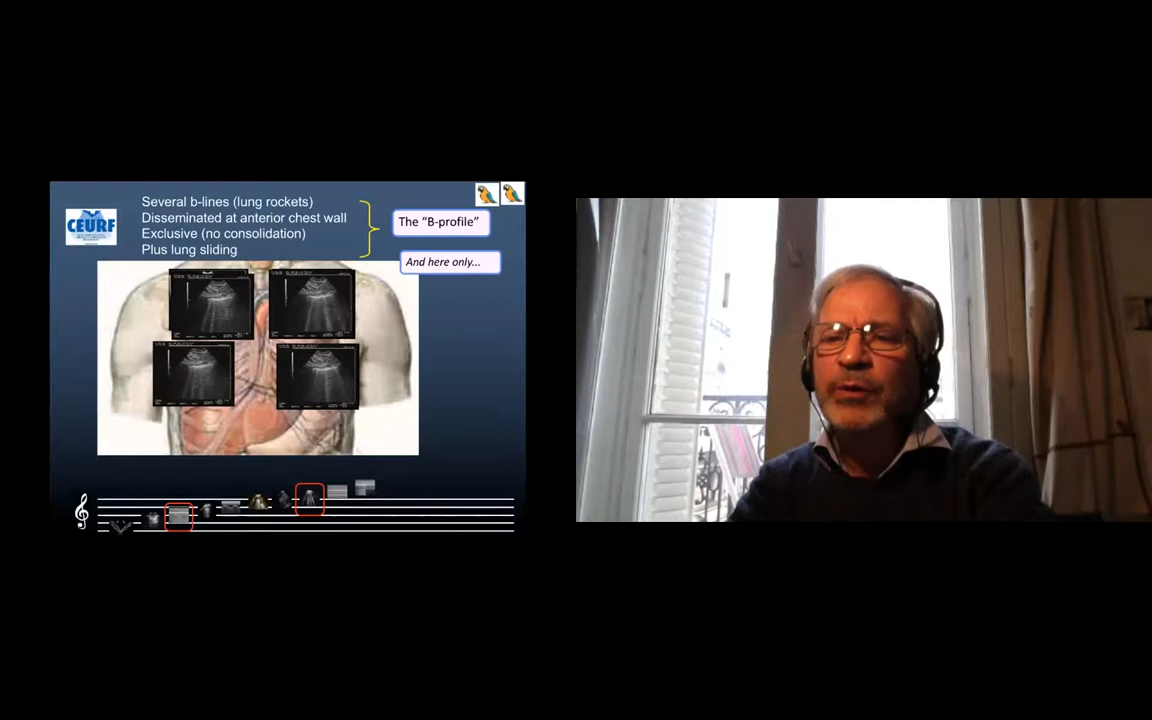 Several b-lines (lung rockets)
Disseminated at anterior chest wall
Exclusive (no consolidation)
Plus lung sliding
The “B-profile”
And here only...
CEURF